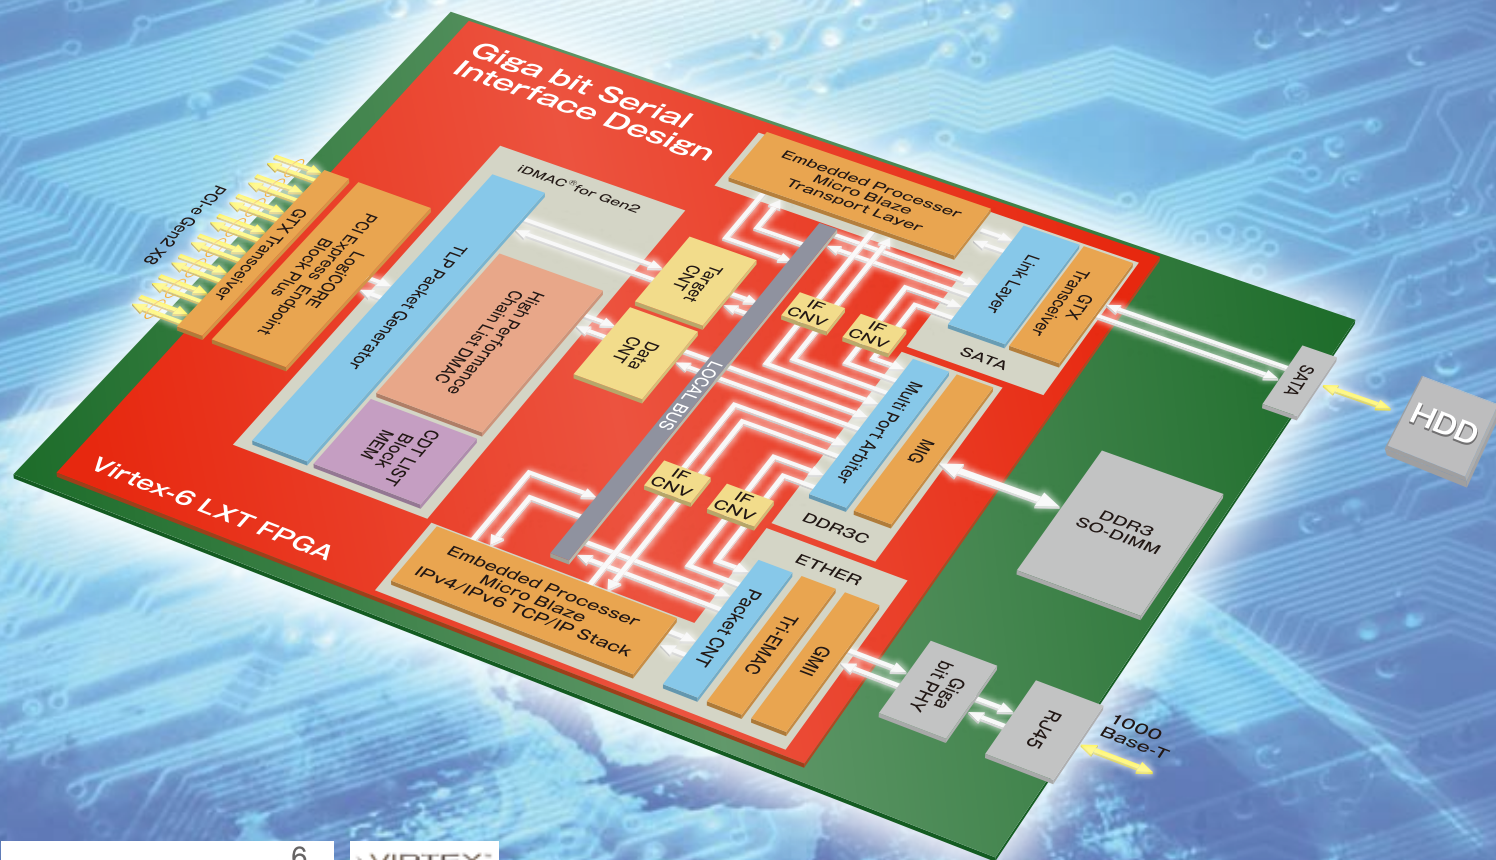 Giga bit Serial
Interface Design
PCI-e Gen2 X8
GTX Transceiver
LogiCORE
PCI Express Endpoint
Block Plus
iDMAC® for Gen2
TLP Packet Generator
High Performance
Chain List DMAC
CDT LIST
Block
MEM
Target
CNT
Data
CNT
LOCAL BUS
Embedded Processer
Micro Blaze
Transport Layer
Link Layer
GTX
Transceiver
SATA
IF
CNV
IF
CNV
Multi Port Arbiter
MIG
DDR3C
IF
CNV
IF
CNV
Embedded Processer
Micro Blaze
IPv4/IPv6 TCP/IP Stack
ETHER
Packet CNT
Tri-EMAC
GMII
Virtex-6 LXT FPGA
SATA
HDD
DDR3
SO-DIMM
Giga
bit PHY
RJ45
1000
Base-T
6
VIRTEX